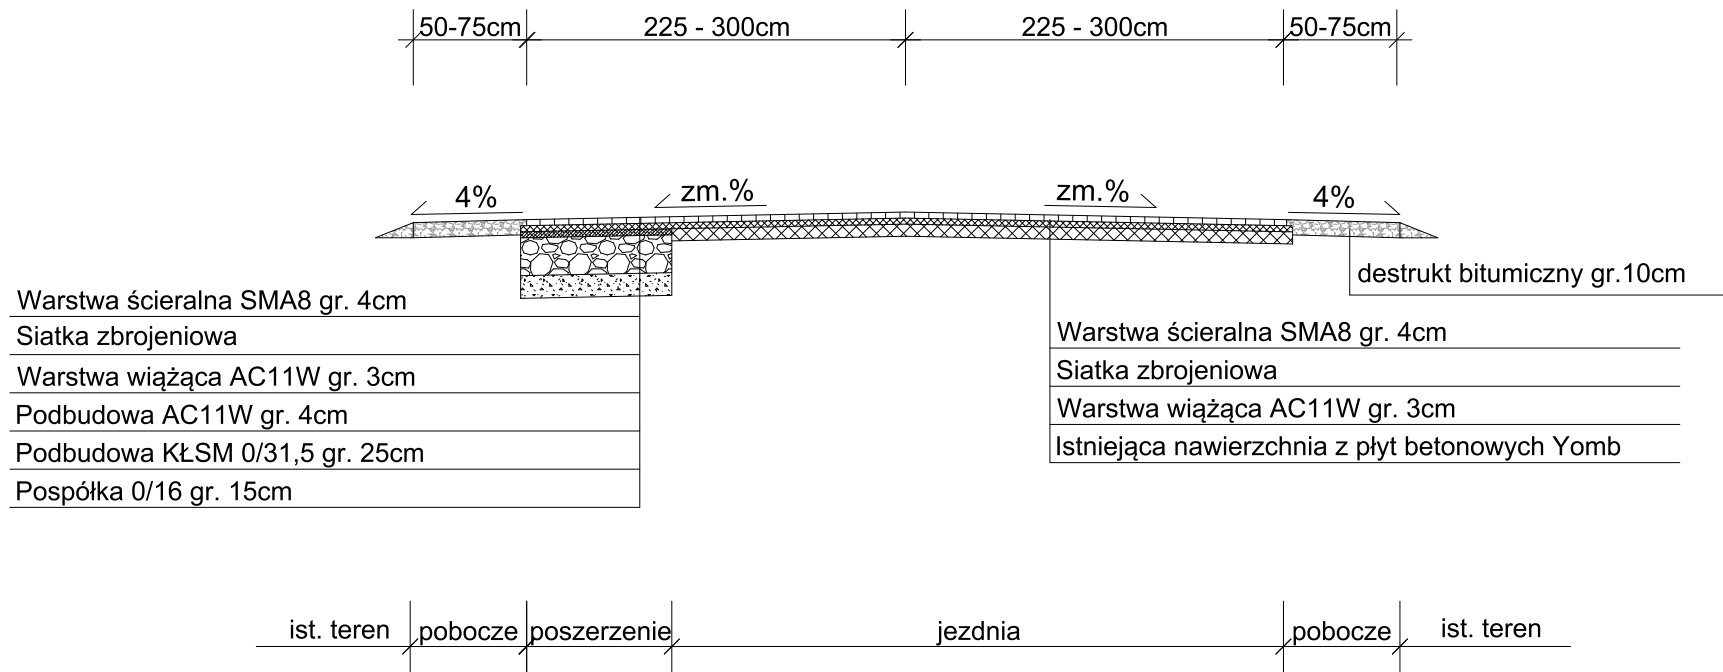 50-75cm
225 - 300cm
225 - 300cm
50-75cm
4%
zm.%
zm.%
4%
destrukt bitumiczny gr.10cm
Warstwa ścieralna SMA8 gr. 4cm
Siatka zbrojeniowa
Warstwa wiążąca AC11W gr. 3cm
Podbudowa AC11W gr. 4cm
Podbudowa KŁSM 0/31,5 gr. 25cm
Pospółka 0/16 gr. 15cm
Warstwa ścieralna SMA8 gr. 4cm
Siatka zbrojeniowa
Warstwa wiążąca AC11W gr. 3cm
Istniejąca nawierzchnia z płyt betonowych Yomb
ist. teren
pobocze
poszerzenie
jezdnia
pobocze
ist. teren